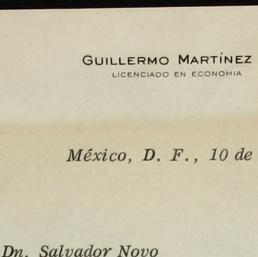 GUILLERMO MARTÍNEZ
LICENCIADO EN ECONOMIA
México, D. F., 10 de
Dn. Salvador Novo